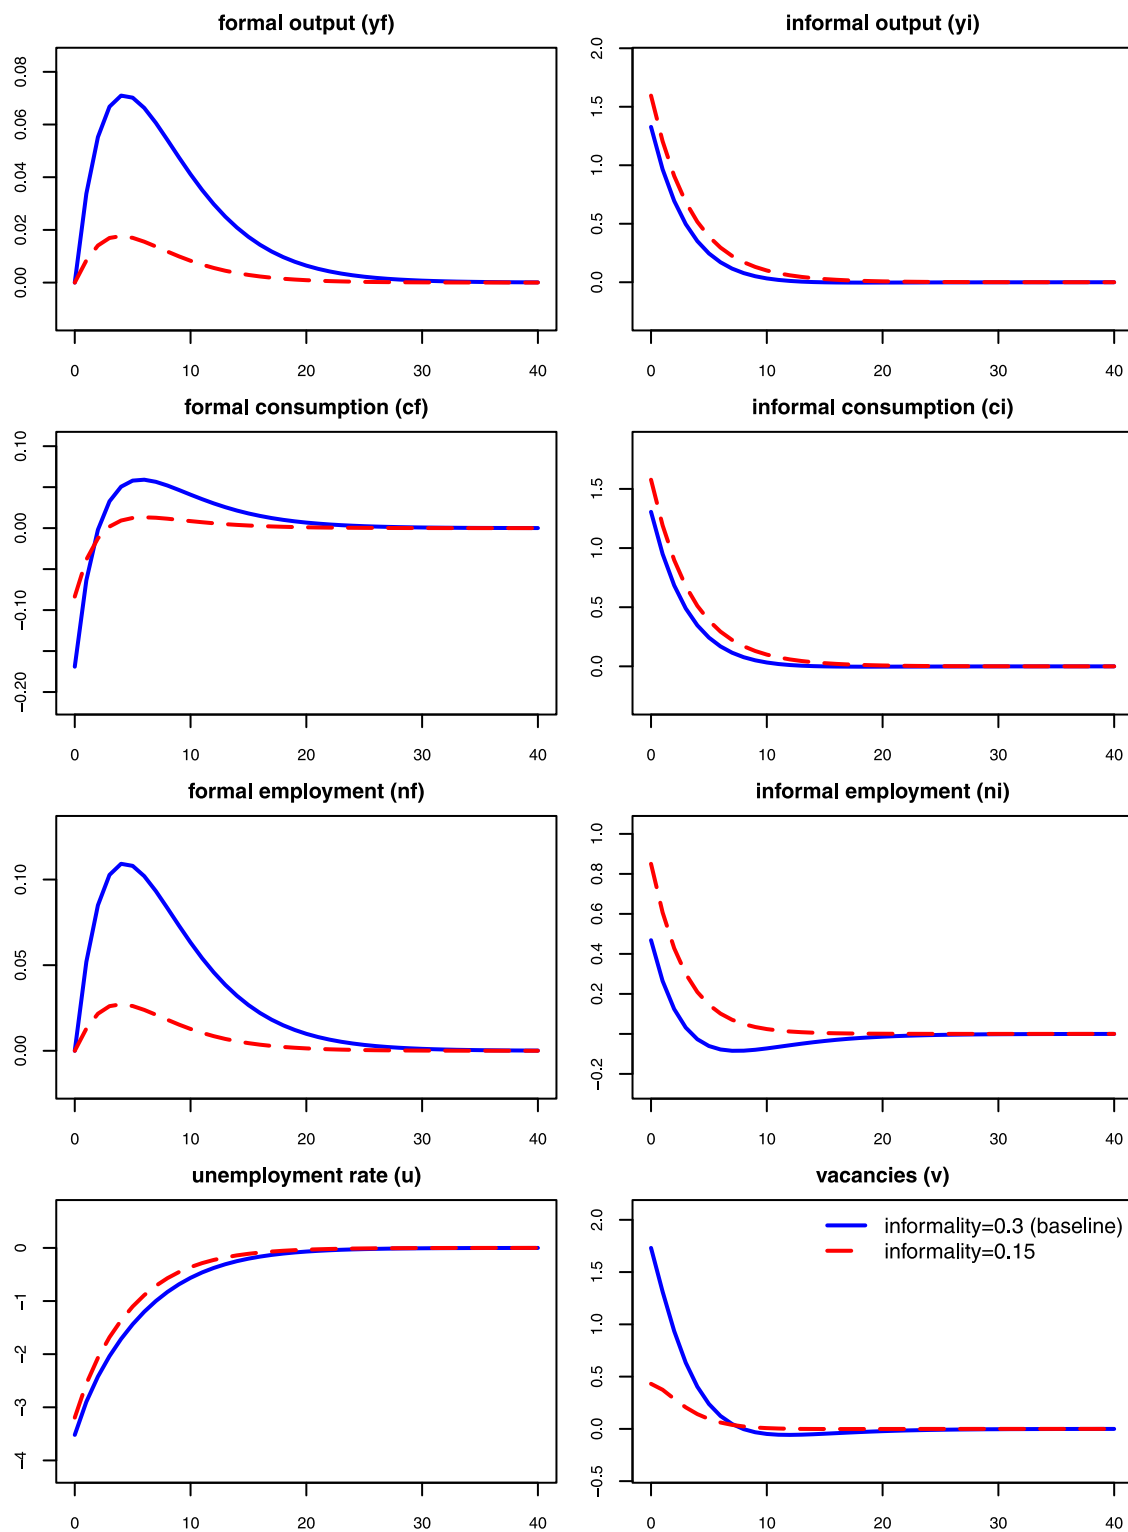 formal output (yf)
0.00 0.02 0.04 0.06 0.08
0 10 20 30 40
informal output (yi)
0.0 0.5 1.0 1.5 2.0
0 10 20 30 40
formal consumption (cf)
−0.20 −0.10 0.00 0.10
0 10 20 30 40
informal consumption (ci)
0.0 0.5 1.0 1.5
0 10 20 30 40
formal employment (nf)
0.00 0.05 0.10
0 10 20 30 40
informal employment (ni)
−0.2 0.2 0.4 0.6 0.8 1.0
0 10 20 30 40
unemployment rate (u)
−4 −3 −2 −1 0
0 10 20 30 40
vacancies (v)
−0.5 0.0 0.5 1.0 1.5 2.0
informality=0.3 (baseline)
informality=0.15
0 10 20 30 40